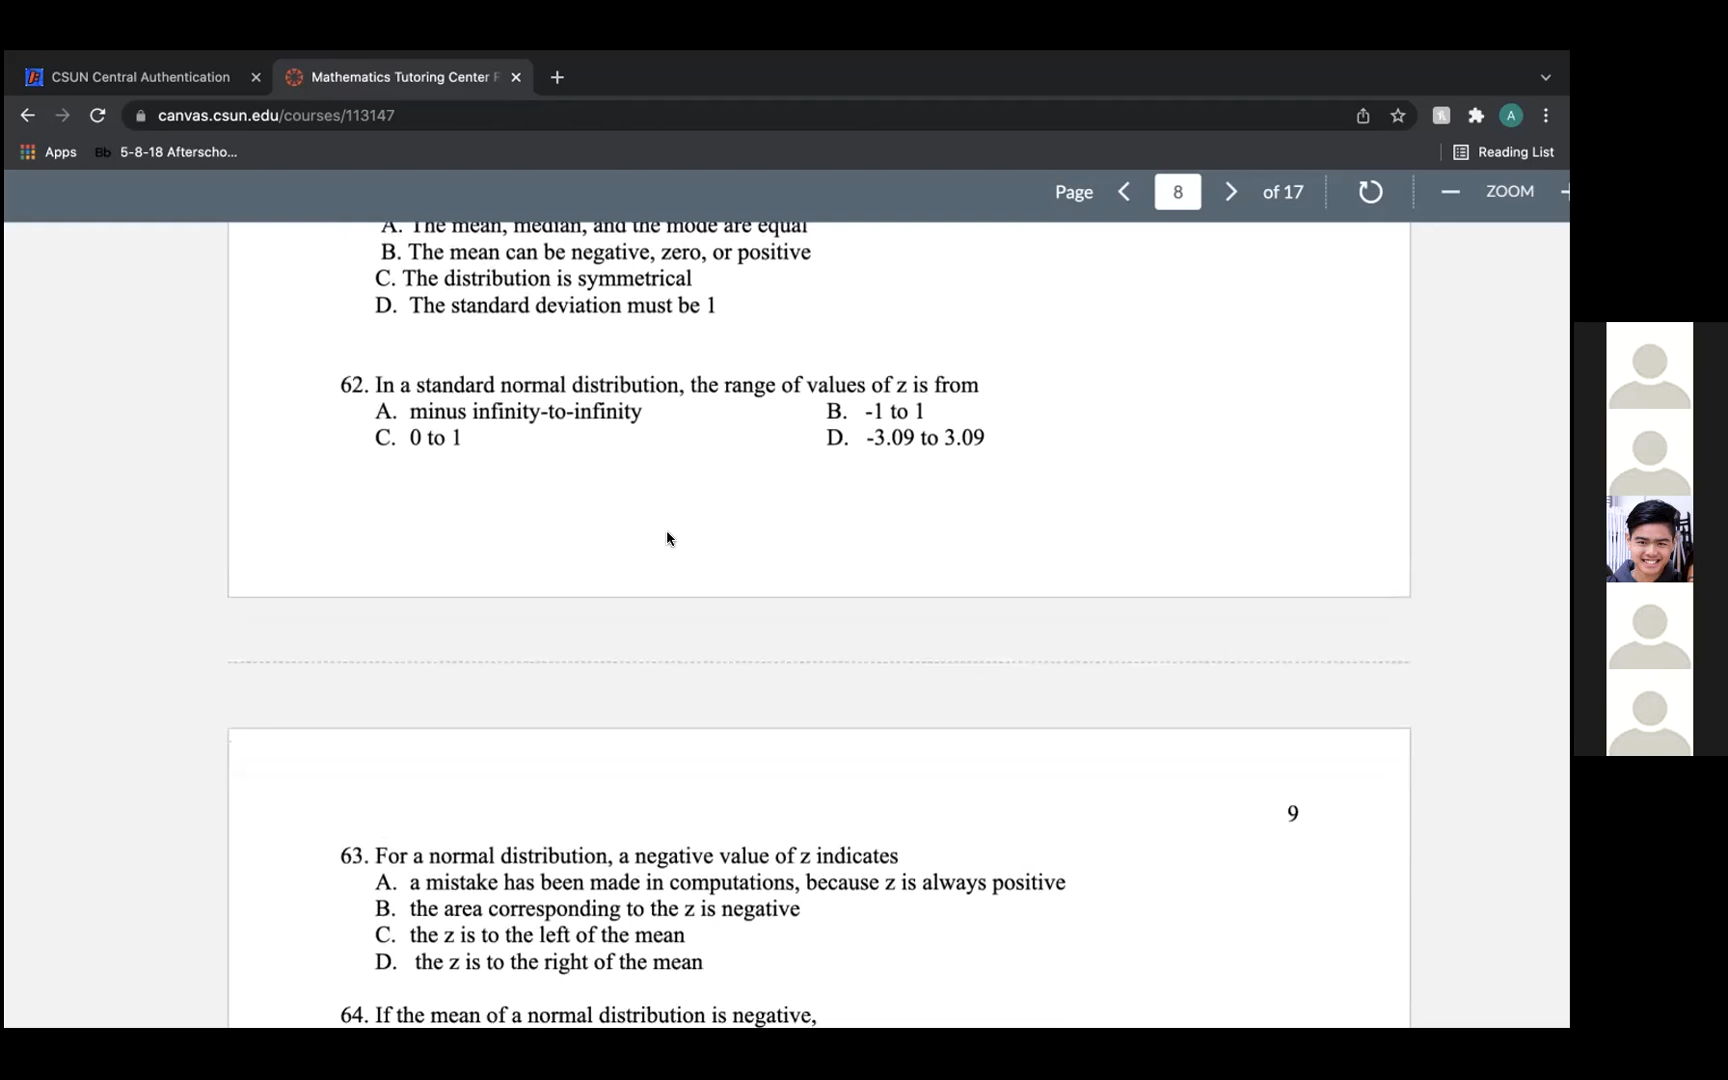 CSUN Central Authentication
Mathematics Tutoring Center F
canvas.csun.edu/courses/113147
A
Apps
Bb 5-8-18 Afterscho...
Reading List
Page 8 of 17 ZOOM
A. The mean, median, and the mode are equal
B. The mean can be negative, zero, or positive
C. The distribution is symmetrical
D. The standard deviation must be 1
62. In a standard normal distribution, the range of values of z is from
A. minus infinity-to-infinity B. -1 to 1
C. 0 to 1 D. -3.09 to 3.09
9
63. For a normal distribution, a negative value of z indicates
A. a mistake has been made in computations, because z is always positive
B. the area corresponding to the z is negative
C. the z is to the left of the mean
D. the z is to the right of the mean
64. If the mean of a normal distribution is negative,